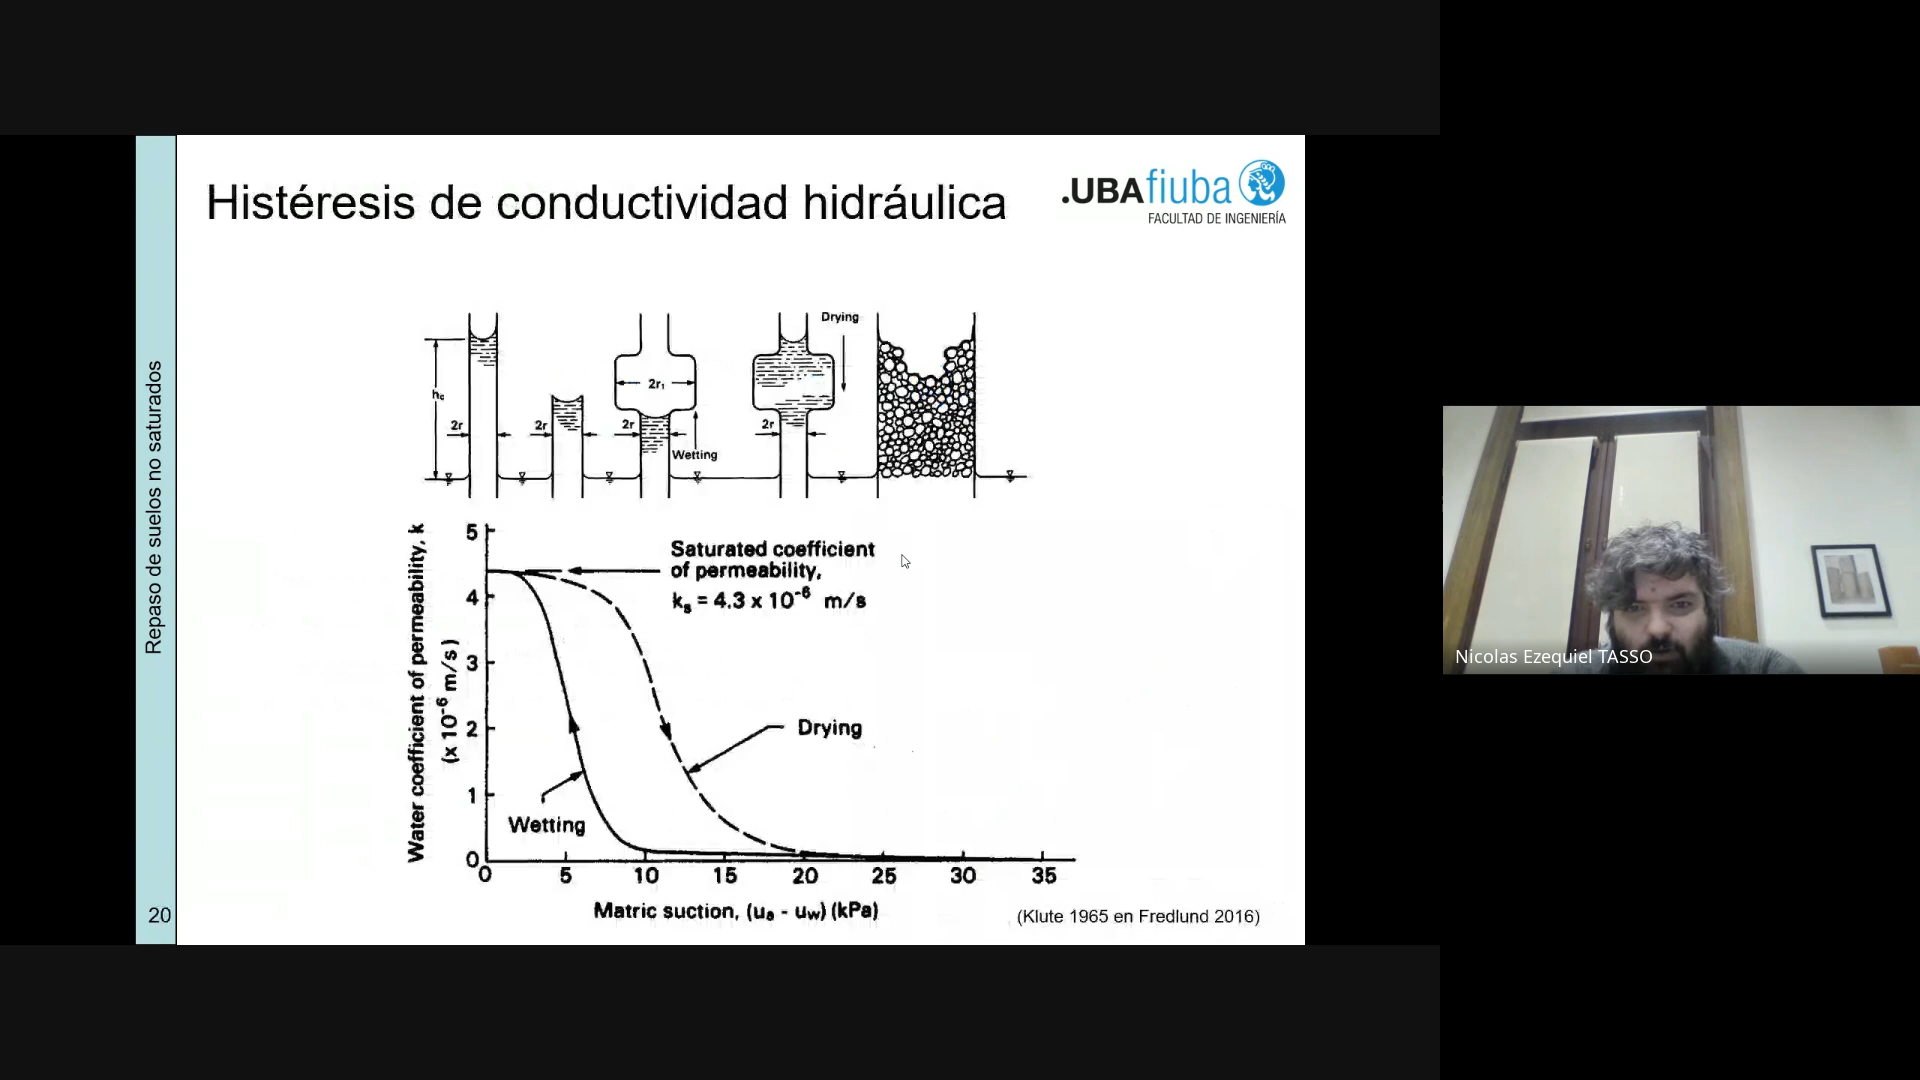 Histéresis de conductividad hidráulica
.UBAfiuba
FACULTAD DE INGENIERÍA
Repaso de suelos no saturados
20
hc
2r
2r
2r
2r₁
Wetting
2r
Drying
Water coefficient of permeability, k
(x 10⁻⁶ m/s)
5
4
3
2
1
0
Saturated coefficient
of permeability,
kₛ = 4.3 x 10⁻⁶ m/s
Drying
Wetting
0 5 10 15 20 25 30 35
Matric suction, (uₐ - u_w) (kPa)
(Klute 1965 en Fredlund 2016)
Nicolas Ezequiel TASSO